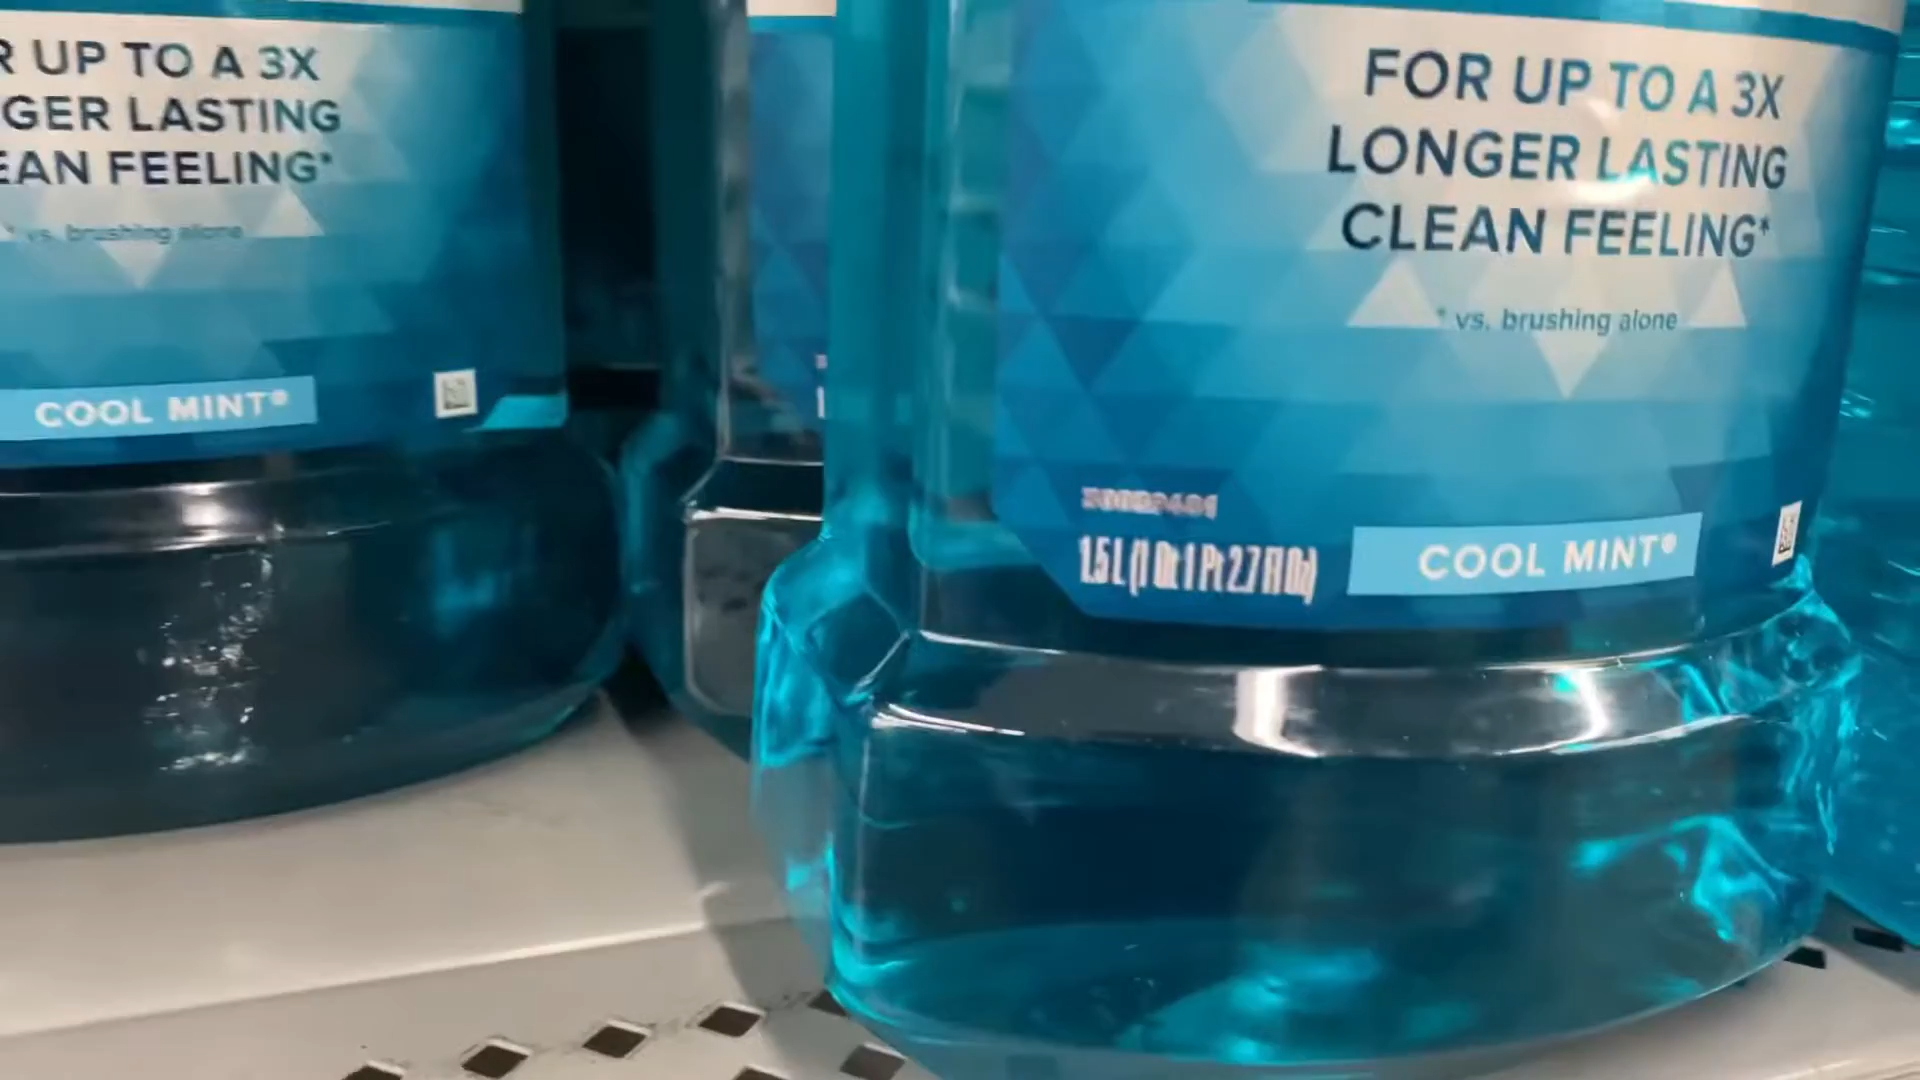 R UP TO A 3X
GER LASTING
EAN FEELING*
* vs. brushing alone
COOL MINT®
FOR UP TO A 3X
LONGER LASTING
CLEAN FEELING*
* vs. brushing alone
1.5 L (1 Qt 1 Pt 2.7 Fl Oz)
COOL MINT®